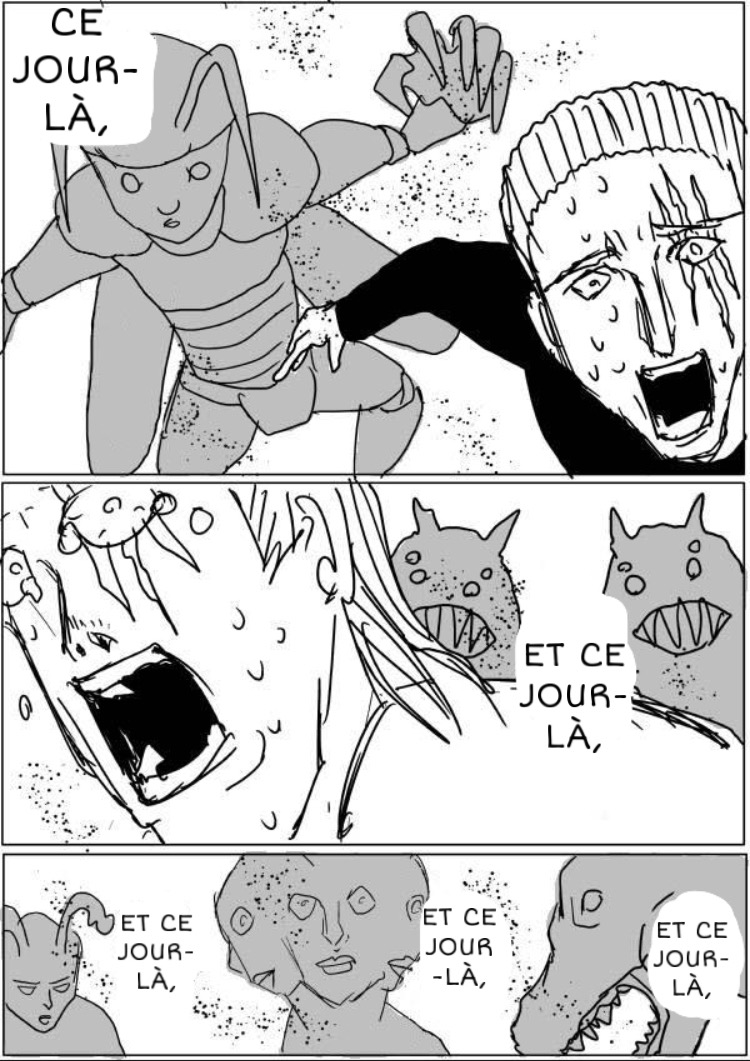 CE
JOUR-
LÀ,
ET CE
JOUR-
LÀ,
ET CE
JOUR-
LÀ,
ET CE
JOUR
-LÀ,
ET CE
JOUR-
LÀ,